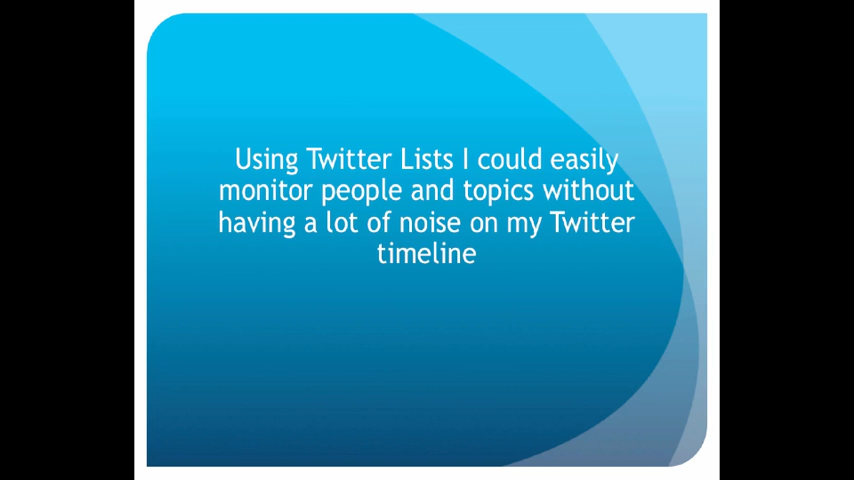 Using Twitter Lists I could easily
monitor people and topics without
having a lot of noise on my Twitter
timeline